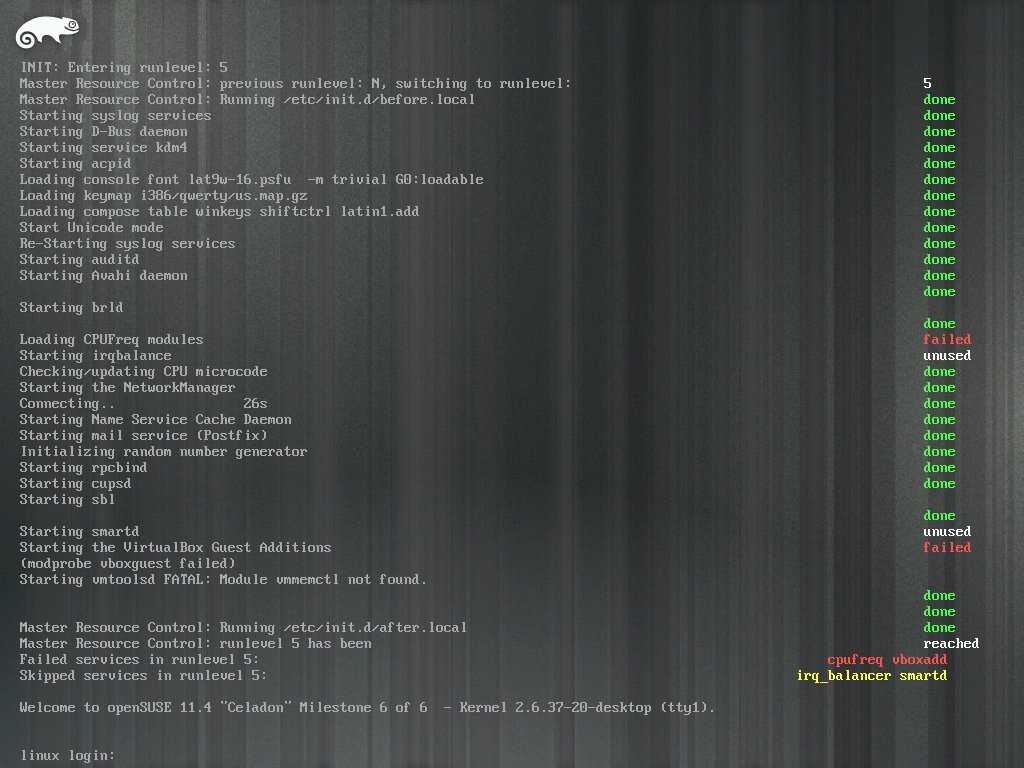 INIT: Entering runlevel: 5
Master Resource Control: previous runlevel: N, switching to runlevel: 5
Master Resource Control: Running /etc/init.d/before.local done
Starting syslog services done
Starting D-Bus daemon done
Starting service kdm4 done
Starting acpid done
Loading console font lat9w-16.psfu -m trivial G0:loadable done
Loading keymap i386/qwerty/us.map.gz done
Loading compose table winkeys shiftctrl latin1.add done
Start Unicode mode done
Re-Starting syslog services done
Starting auditd done
Starting Avahi daemon done
done
Starting brld
done
Loading CPUFreq modules failed
Starting irqbalance unused
Checking/updating CPU microcode done
Starting the NetworkManager done
Connecting.. 26s done
Starting Name Service Cache Daemon done
Starting mail service (Postfix) done
Initializing random number generator done
Starting rpcbind done
Starting cupsd done
Starting sbl
done
Starting smartd unused
Starting the VirtualBox Guest Additions failed
(modprobe vboxguest failed)
Starting vmtoolsd FATAL: Module vmmemctl not found.
done
done
Master Resource Control: Running /etc/init.d/after.local done
Master Resource Control: runlevel 5 has been reached
Failed services in runlevel 5: cpufreq vboxadd
Skipped services in runlevel 5: irq_balancer smartd
Welcome to openSUSE 11.4 "Celadon" Milestone 6 of 6 - Kernel 2.6.37-20-desktop (tty1).
linux login: